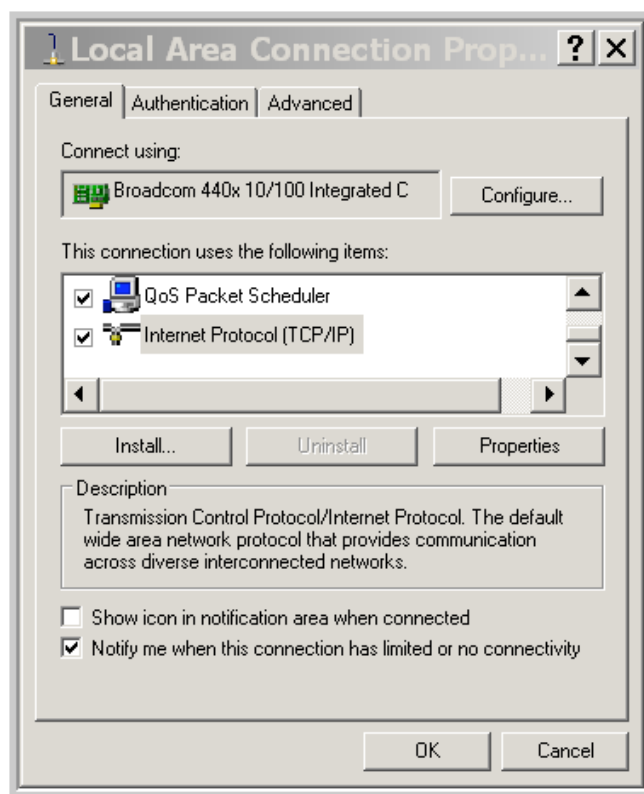 Local Area Connection Prop...
General Authentication Advanced
Connect using:
Broadcom 440x 10/100 Integrated C
Configure...
This connection uses the following items:
QoS Packet Scheduler
Internet Protocol (TCP/IP)
Install... Uninstall Properties
Description
Transmission Control Protocol/Internet Protocol. The default
wide area network protocol that provides communication
across diverse interconnected networks.
Show icon in notification area when connected
Notify me when this connection has limited or no connectivity
OK Cancel